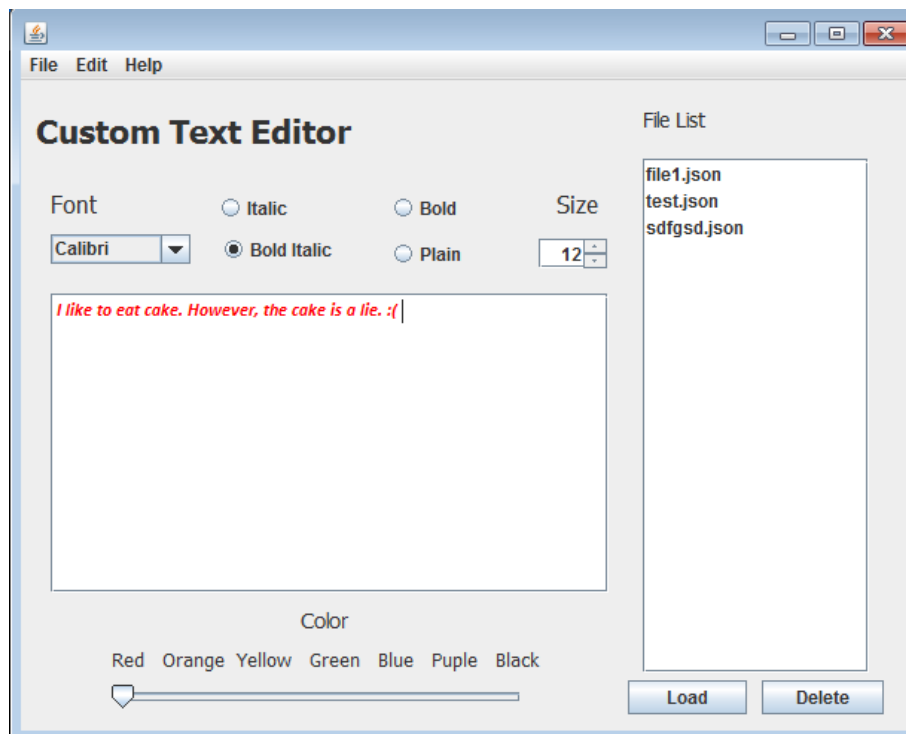 File Edit Help
Custom Text Editor
File List
Font
Italic
Bold
Size
Calibri
Bold Italic
Plain
12
file1.json
test.json
sdfgsd.json
I like to eat cake. However, the cake is a lie. :(
Color
Red Orange Yellow Green Blue Puple Black
Load Delete